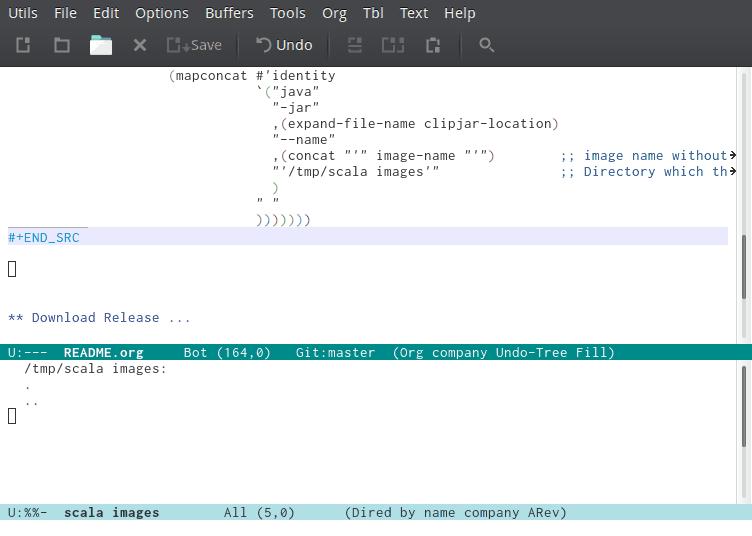 Utils File Edit Options Buffers Tools Org Tbl Text Help
Save Undo
(mapconcat #'identity
`("java"
"-jar"
,(expand-file-name clipjar-location)
"--name"
,(concat "'" image-name "'") ;; image name without
"'/tmp/scala images'" ;; Directory which th
)
" "
)))))))
#+END_SRC
** Download Release ...
U:--- README.org Bot (164,0) Git:master (Org company Undo-Tree Fill)
/tmp/scala images:
.
..
U:%%- scala images All (5,0) (Dired by name company ARev)